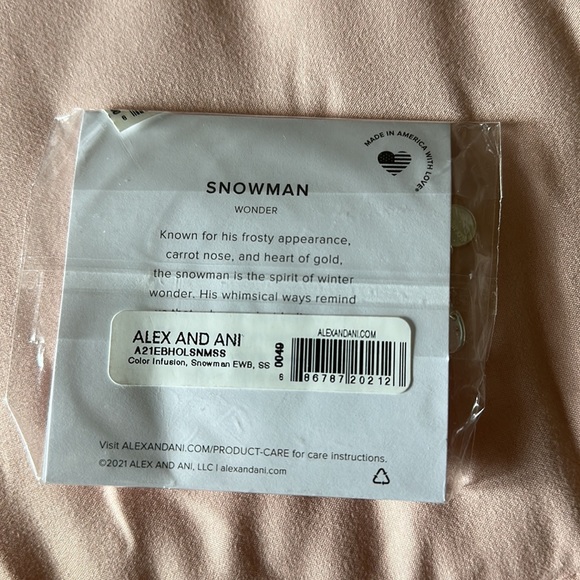 MADE IN AMERICA WITH LOVE®
SNOWMAN
WONDER
Known for his frosty appearance,
carrot nose, and heart of gold,
the snowman is the spirit of winter
wonder. His whimsical ways remind
ALEX AND ANI
A21EBHOLSNMSS
Color Infusion, Snowman EWB, SS
0049
ALEXANDANI.COM
8 86787 20212
Visit ALEXANDANI.COM/PRODUCT-CARE for care instructions.
©2021 ALEX AND ANI, LLC | alexandani.com